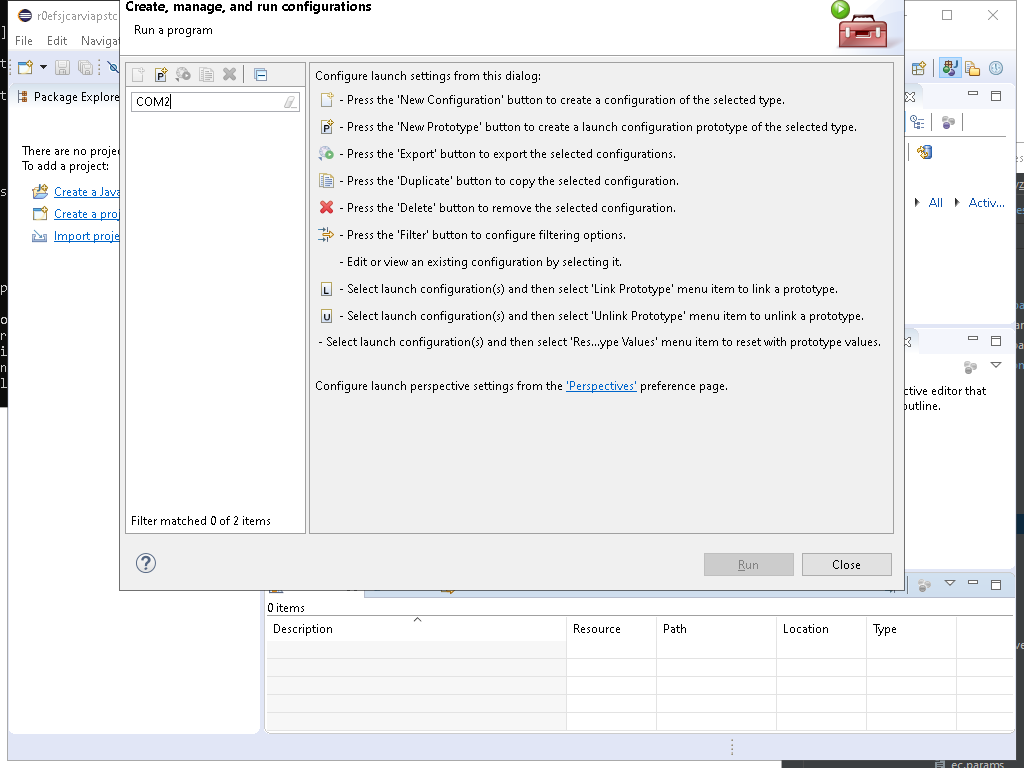 Create, manage, and run configurations
r0efsjcarviapstc
Run a program
File Edit Naviga
COM2
Configure launch settings from this dialog:
- Press the 'New Configuration' button to create a configuration of the selected type.
- Press the 'New Prototype' button to create a launch configuration prototype of the selected type.
- Press the 'Export' button to export the selected configurations.
- Press the 'Duplicate' button to copy the selected configuration.
- Press the 'Delete' button to remove the selected configuration.
- Press the 'Filter' button to configure filtering options.
- Edit or view an existing configuration by selecting it.
L - Select launch configuration(s) and then select 'Link Prototype' menu item to link a prototype.
U - Select launch configuration(s) and then select 'Unlink Prototype' menu item to unlink a prototype.
- Select launch configuration(s) and then select 'Res...ype Values' menu item to reset with prototype values.
Configure launch perspective settings from the 'Perspectives' preference page.
Filter matched 0 of 2 items
Run Close
Package Explore
There are no projec
To add a project:
Create a Java
Create a proj
Import proje
All Activ...
ctive editor that
outline.
0 items
Description Resource Path Location Type
ec.params